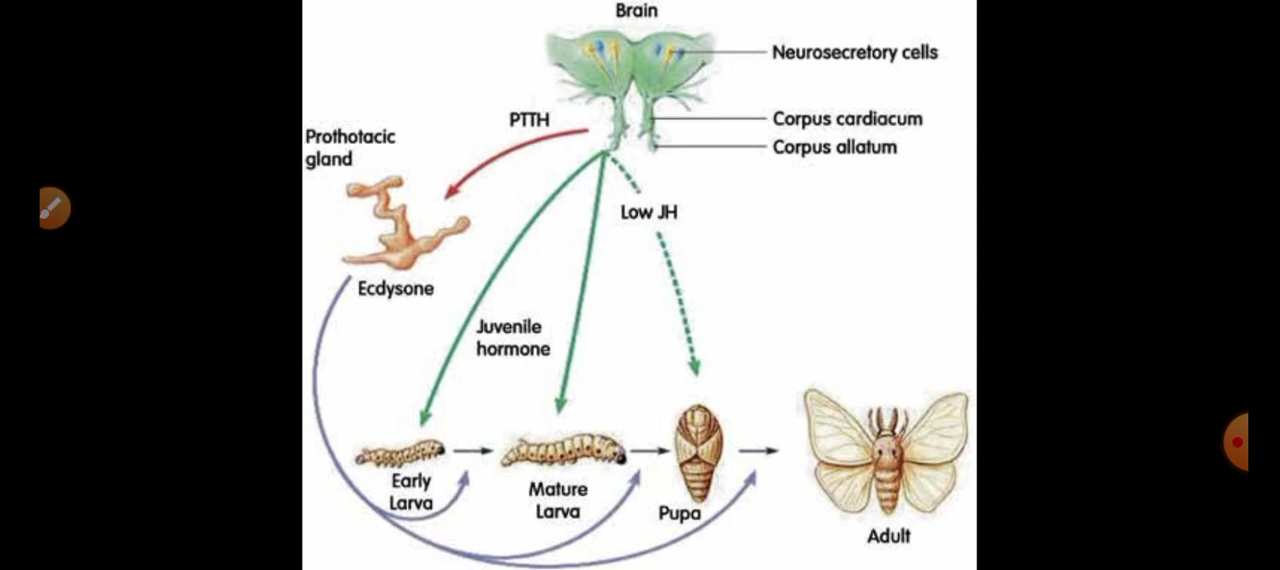 Brain
Neurosecretory cells
Corpus cardiacum
Corpus allatum
PTTH
Prothotacic
gland
Low JH
Ecdysone
Juvenile
hormone
Early
Larva
Mature
Larva
Pupa
Adult